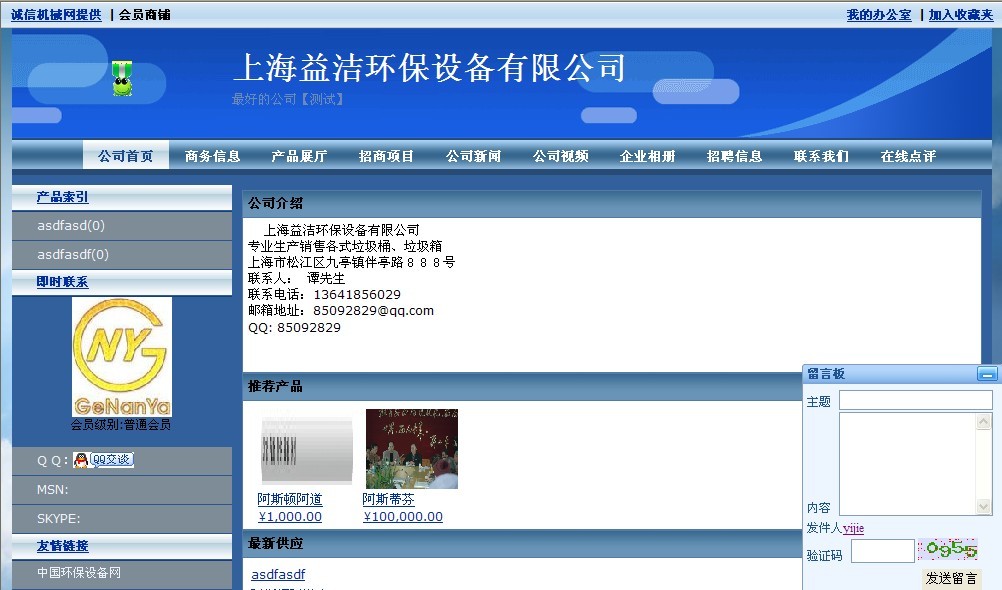 诚信机械网提供 | 会员商铺
我的办公室 | 加入收藏夹
上海益洁环保设备有限公司
最好的公司【测试】
公司首页 商务信息 产品展厅 招商项目 公司新闻 公司视频 企业相册 招聘信息 联系我们 在线点评
产品索引
asdfasd(0)
asdfasdf(0)
即时联系
NY
GeNanYa
会员级别:普通会员
Q Q: QQ交谈
MSN:
SKYPE:
友情链接
中国环保设备网
公司介绍
上海益洁环保设备有限公司
专业生产销售各式垃圾桶、垃圾箱
上海市松江区九亭镇伴亭路８８８号
联系人： 谭先生
联系电话：13641856029
邮箱地址：85092829@qq.com
QQ: 85092829
推荐产品
阿斯顿阿道
¥1,000.00
阿斯蒂芬
¥100,000.00
最新供应
asdfasdf
留言板
主题
内容
发件人yijie
验证码 0955
发送留言